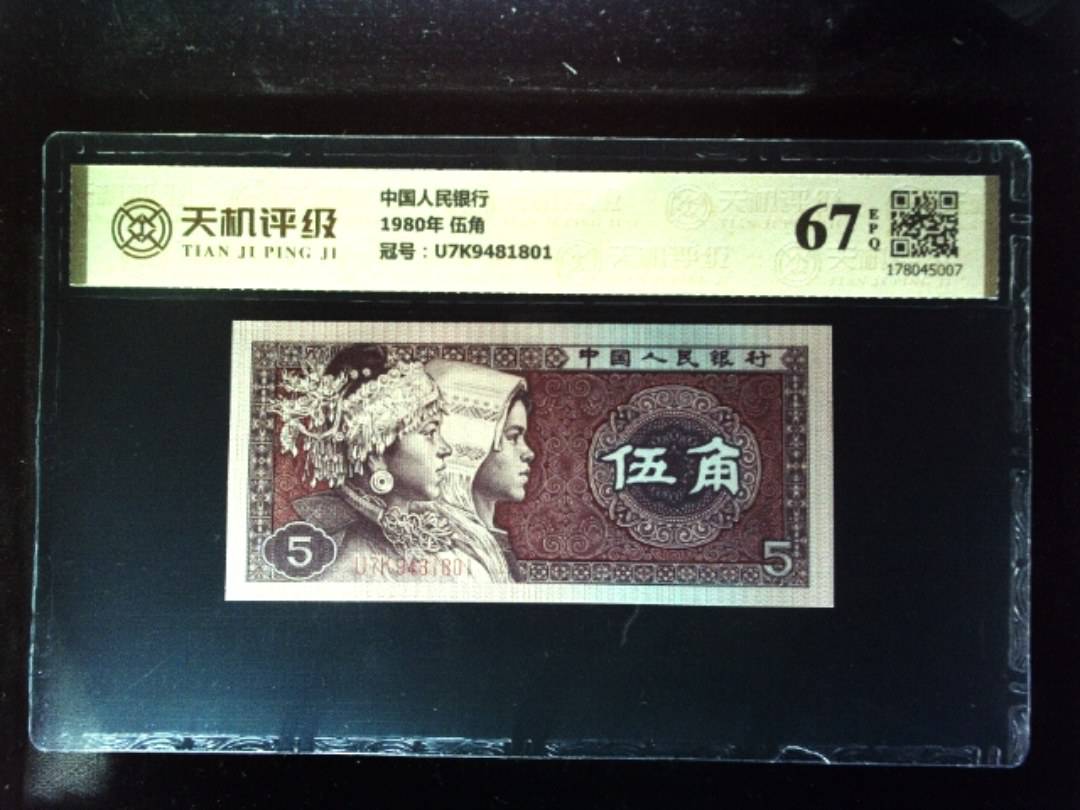 天机评级
TIAN JI PING JI
中国人民银行
1980年 伍角
冠号：U7K9481801
67
EPQ
178045007
中国人民银行
伍角
5
U7K9481801
5